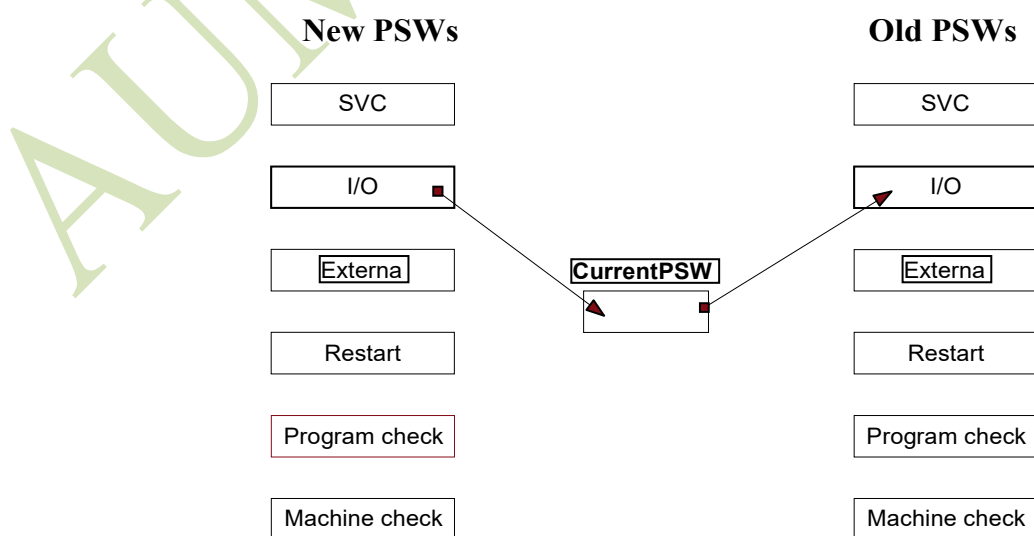 New PSWs
Old PSWs
SVC
SVC
I/O
I/O
Externa
Externa
CurrentPSW
Restart
Restart
Program check
Program check
Machine check
Machine check